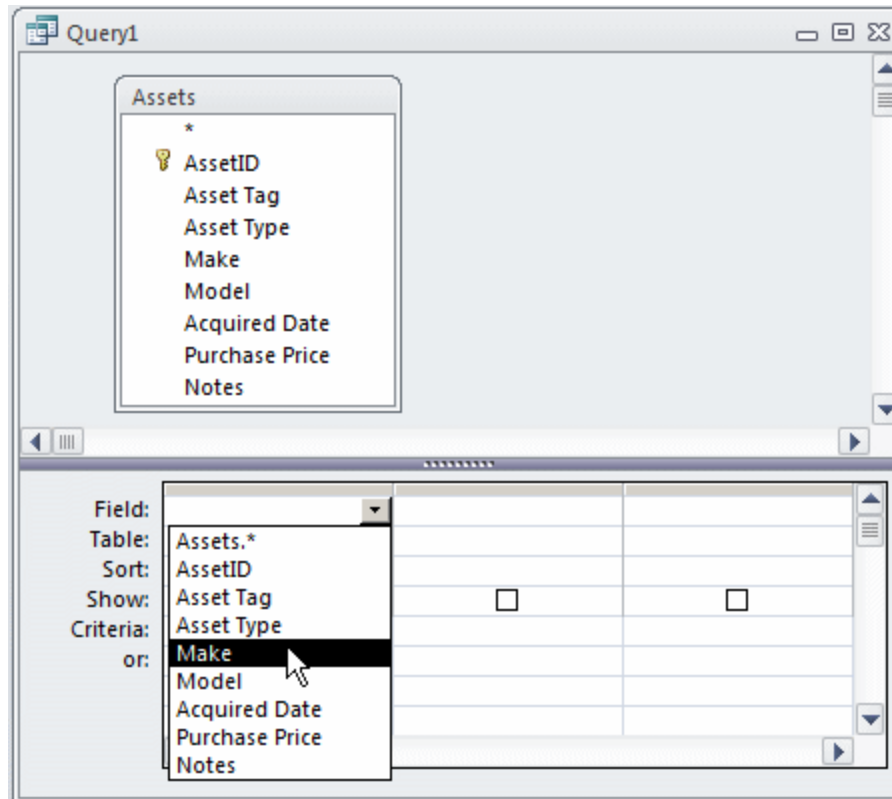 Query1
Assets
*
AssetID
Asset Tag
Asset Type
Make
Model
Acquired Date
Purchase Price
Notes
Field:
Table:
Sort:
Show:
Criteria:
or:
Assets.*
AssetID
Asset Tag
Asset Type
Make
Model
Acquired Date
Purchase Price
Notes